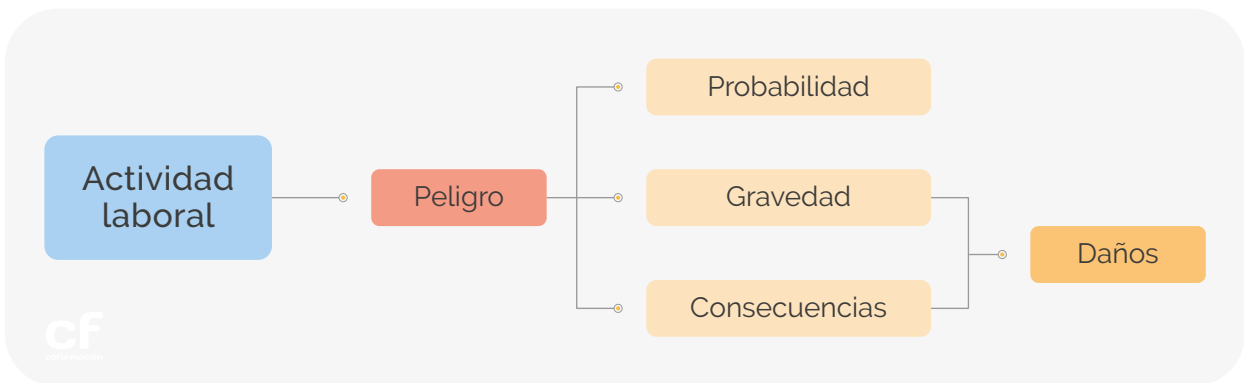 Actividad
laboral
Peligro
Probabilidad
Gravedad
Consecuencias
Daños
cf